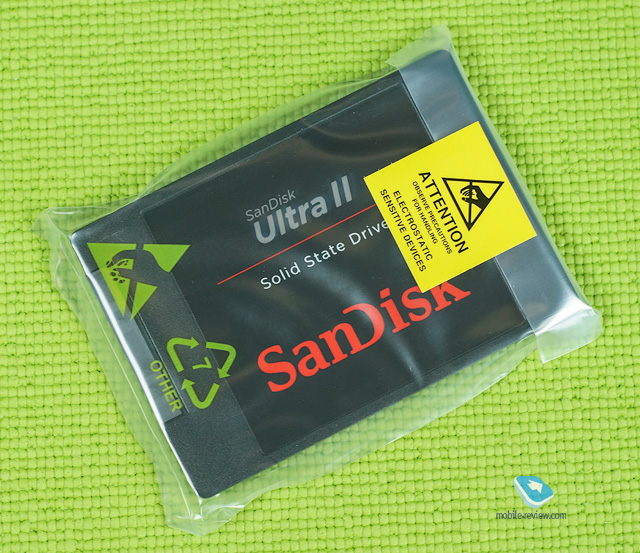 SanDisk
Ultra II
Solid State Drive
SanDisk
ATTENTION
OBSERVE PRECAUTIONS
FOR HANDLING
ELECTROSTATIC
SENSITIVE DEVICES
7
OTHER
mobile-review.com